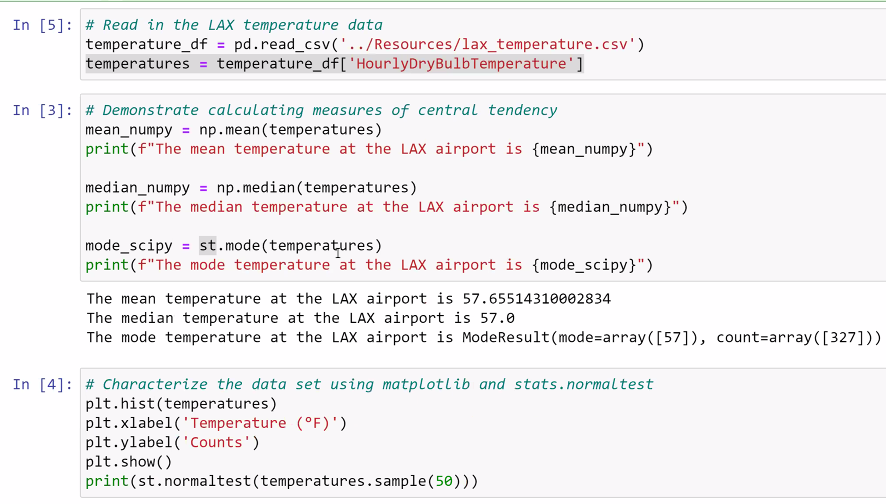 In [5]: # Read in the LAX temperature data
temperature_df = pd.read_csv('../Resources/lax_temperature.csv')
temperatures = temperature_df['HourlyDryBulbTemperature']
In [3]: # Demonstrate calculating measures of central tendency
mean_numpy = np.mean(temperatures)
print(f"The mean temperature at the LAX airport is {mean_numpy}")
median_numpy = np.median(temperatures)
print(f"The median temperature at the LAX airport is {median_numpy}")
mode_scipy = st.mode(temperatures)
print(f"The mode temperature at the LAX airport is {mode_scipy}")
The mean temperature at the LAX airport is 57.65514310002834
The median temperature at the LAX airport is 57.0
The mode temperature at the LAX airport is ModeResult(mode=array([57]), count=array([327]))
In [4]: # Characterize the data set using matplotlib and stats.normaltest
plt.hist(temperatures)
plt.xlabel('Temperature (°F)')
plt.ylabel('Counts')
plt.show()
print(st.normaltest(temperatures.sample(50)))